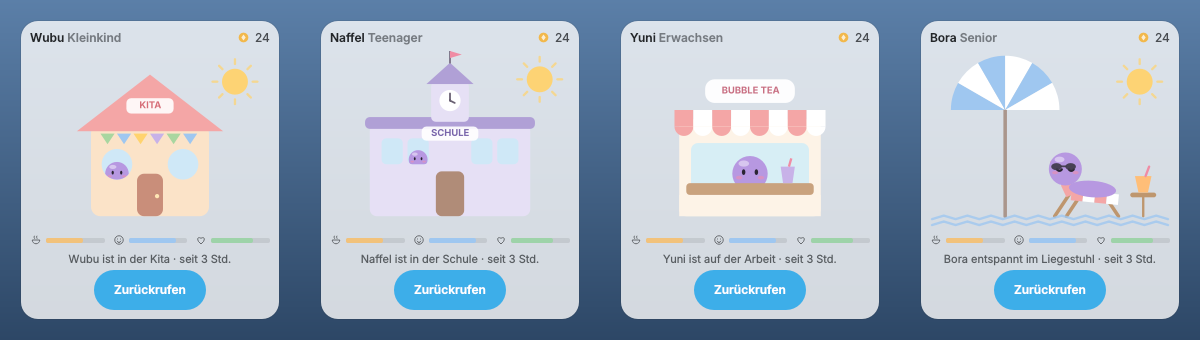 Wubu Kleinkind 24
KITA
Wubu ist in der Kita · seit 3 Std.
Zurückrufen
Naffel Teenager 24
SCHULE
Naffel ist in der Schule · seit 3 Std.
Zurückrufen
Yuni Erwachsen 24
BUBBLE TEA
Yuni ist auf der Arbeit · seit 3 Std.
Zurückrufen
Bora Senior 24
Bora entspannt im Liegestuhl · seit 3 Std.
Zurückrufen